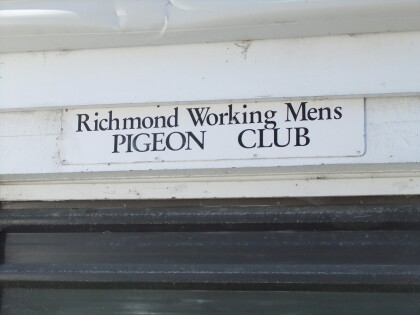 Richmond Working Mens
PIGEON CLUB